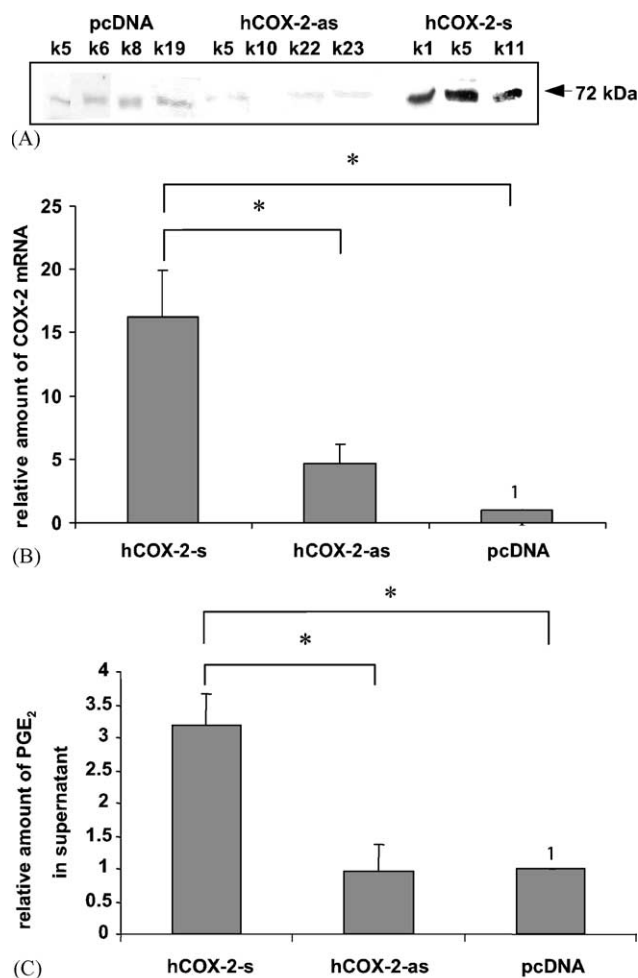 pcDNA hCOX-2-as hCOX-2-s
k5 k6 k8 k19 k5 k10 k22 k23 k1 k5 k11
72 kDa
(A)
*
*
25
20
15
10
5
0
relative amount of COX-2 mRNA
1
hCOX-2-s hCOX-2-as pcDNA
(B)
*
*
4
3.5
3
2.5
2
1.5
1
0.5
0
relative amount of PGE₂
in supernatant
1
hCOX-2-s hCOX-2-as pcDNA
(C)